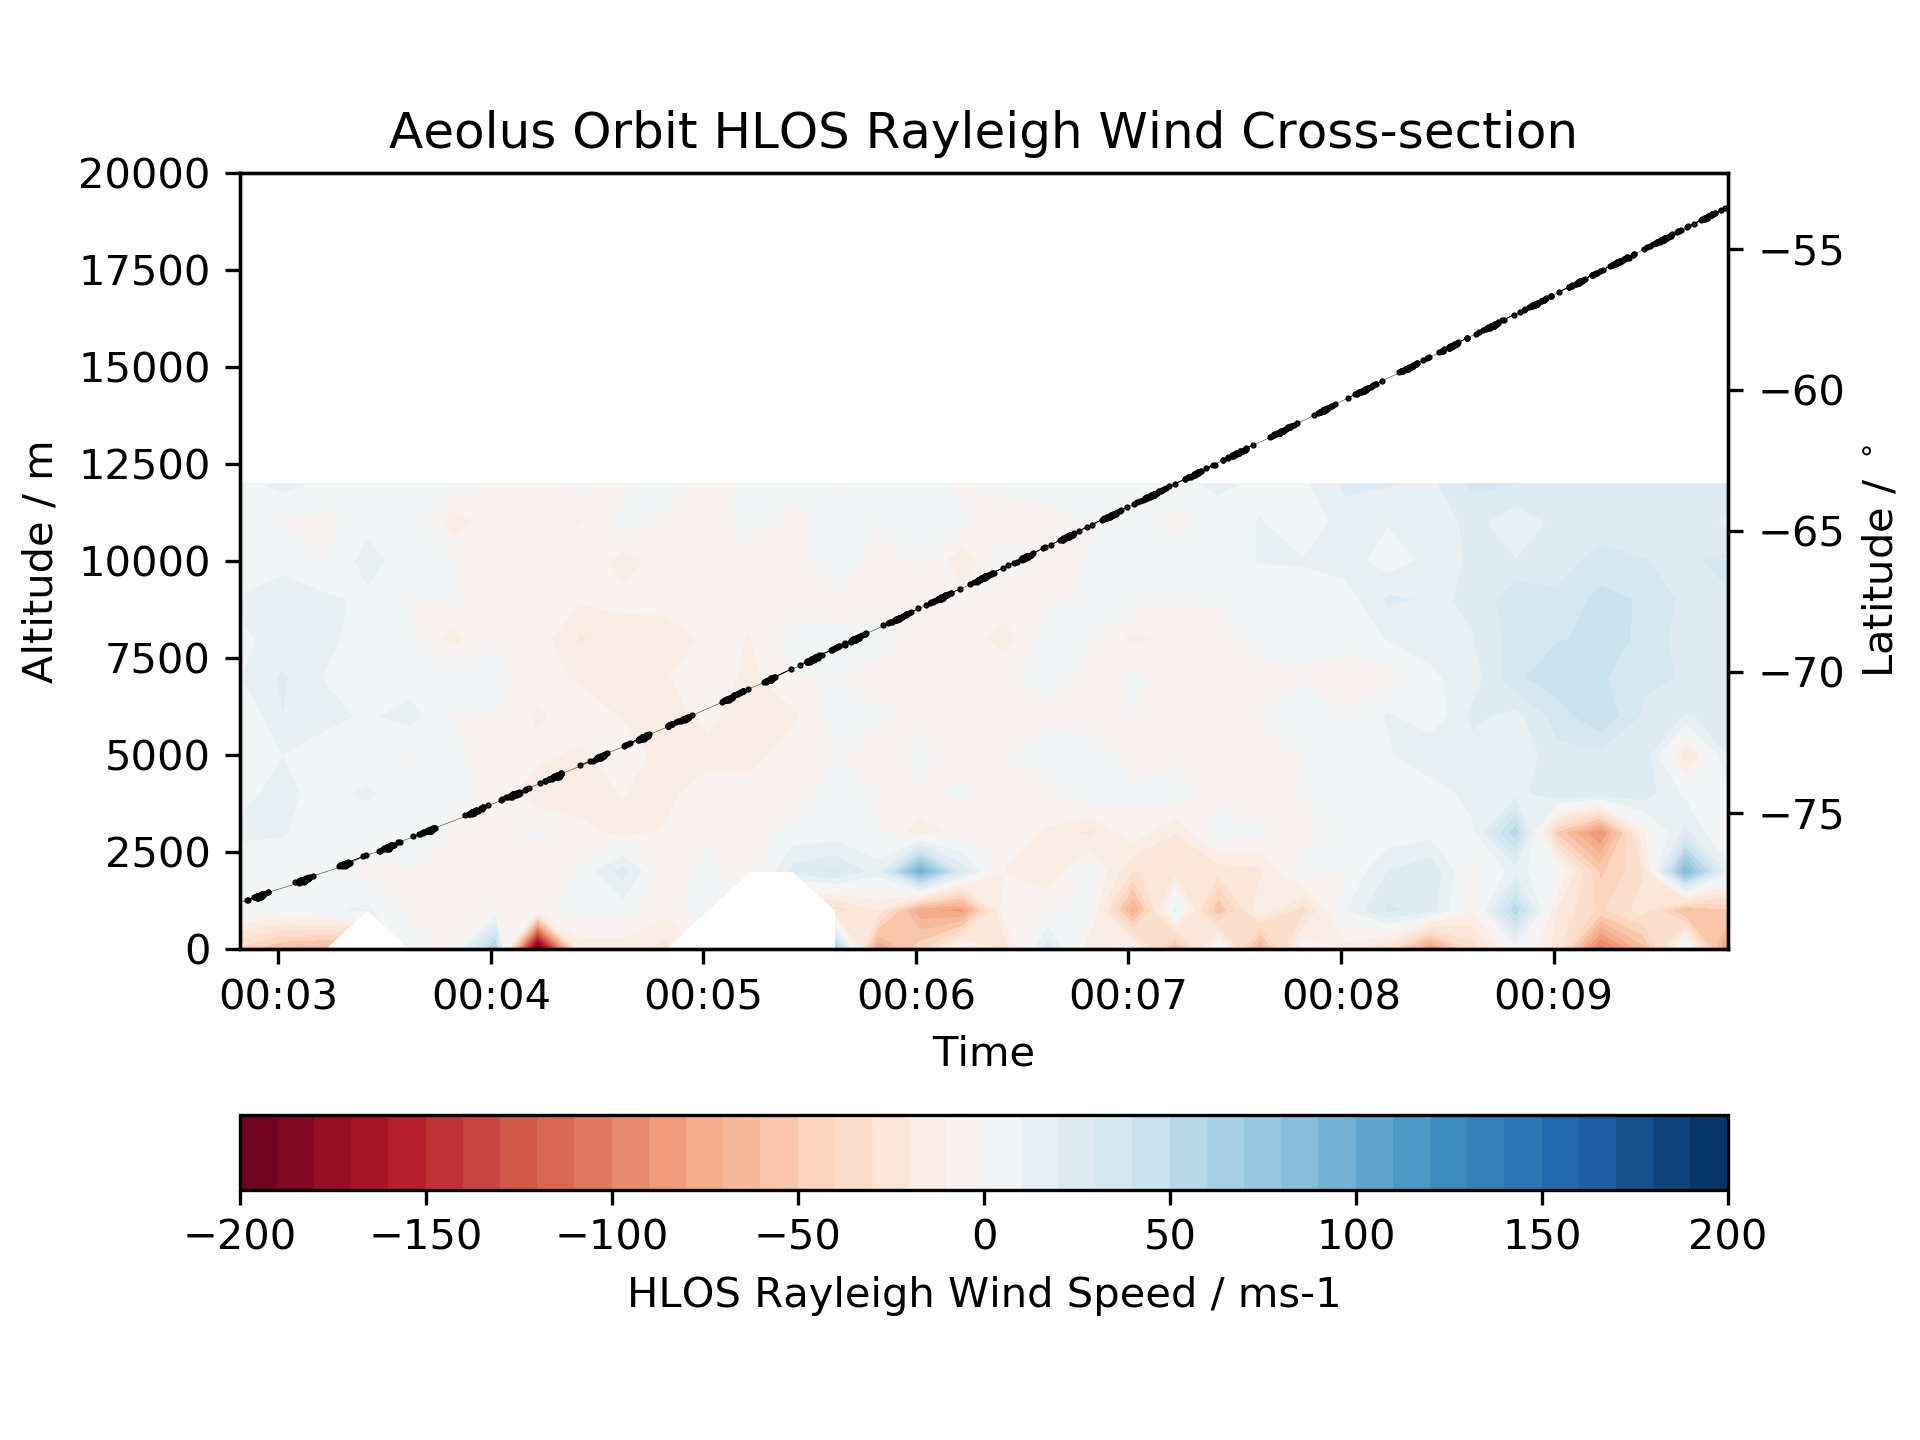 Aeolus Orbit HLOS Rayleigh Wind Cross-section
20000
17500
15000
12500
10000
7500
5000
2500
0
Altitude / m
−55
−60
−65
−70
−75
Latitude / °
00:03 00:04 00:05 00:06 00:07 00:08 00:09
Time
−200 −150 −100 −50 0 50 100 150 200
HLOS Rayleigh Wind Speed / ms-1